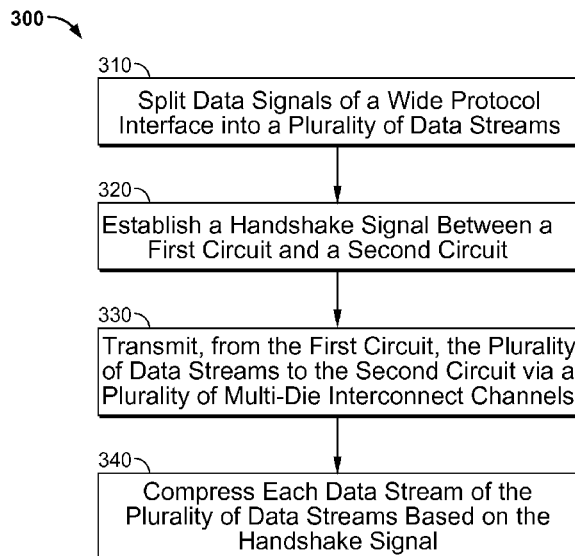 300
310
Split Data Signals of a Wide Protocol
Interface into a Plurality of Data Streams
320
Establish a Handshake Signal Between a
First Circuit and a Second Circuit
330
Transmit, from the First Circuit, the Plurality
of Data Streams to the Second Circuit via a
Plurality of Multi-Die Interconnect Channels
340
Compress Each Data Stream of the
Plurality of Data Streams Based on the
Handshake Signal